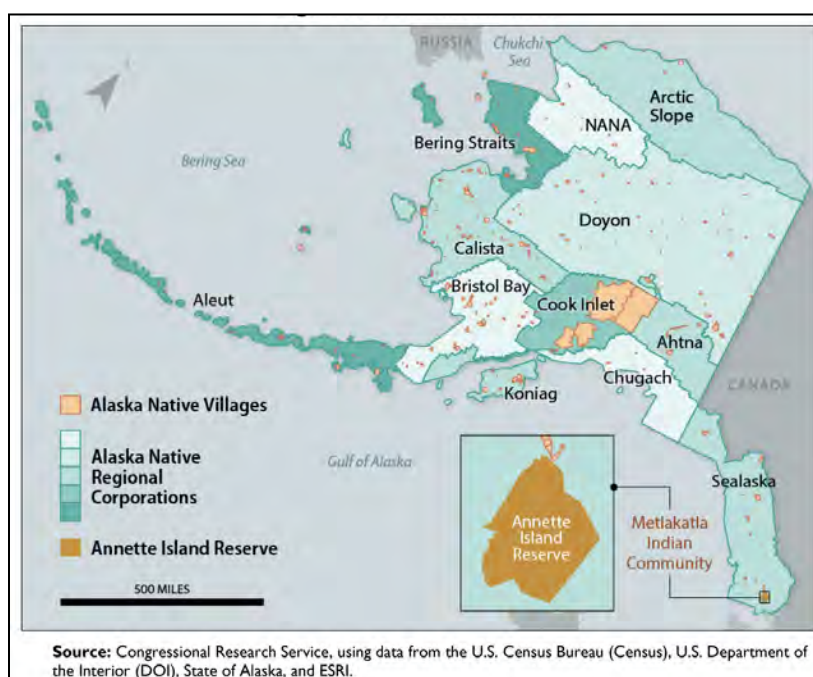 RUSSIA
Chukchi
Sea
Arctic
Slope
NANA
Bering Straits
Bering Sea
Doyon
Calista
Bristol Bay
Cook Inlet
Aleut
Ahtna
Koniag
Chugach
CANADA
Alaska Native Villages
Alaska Native
Regional
Corporations
Annette Island Reserve
Gulf of Alaska
Sealaska
Annette
Island
Reserve
Metlakatla
Indian
Community
500 MILES
Source: Congressional Research Service, using data from the U.S. Census Bureau (Census), U.S. Department of
the Interior (DOI), State of Alaska, and ESRI.